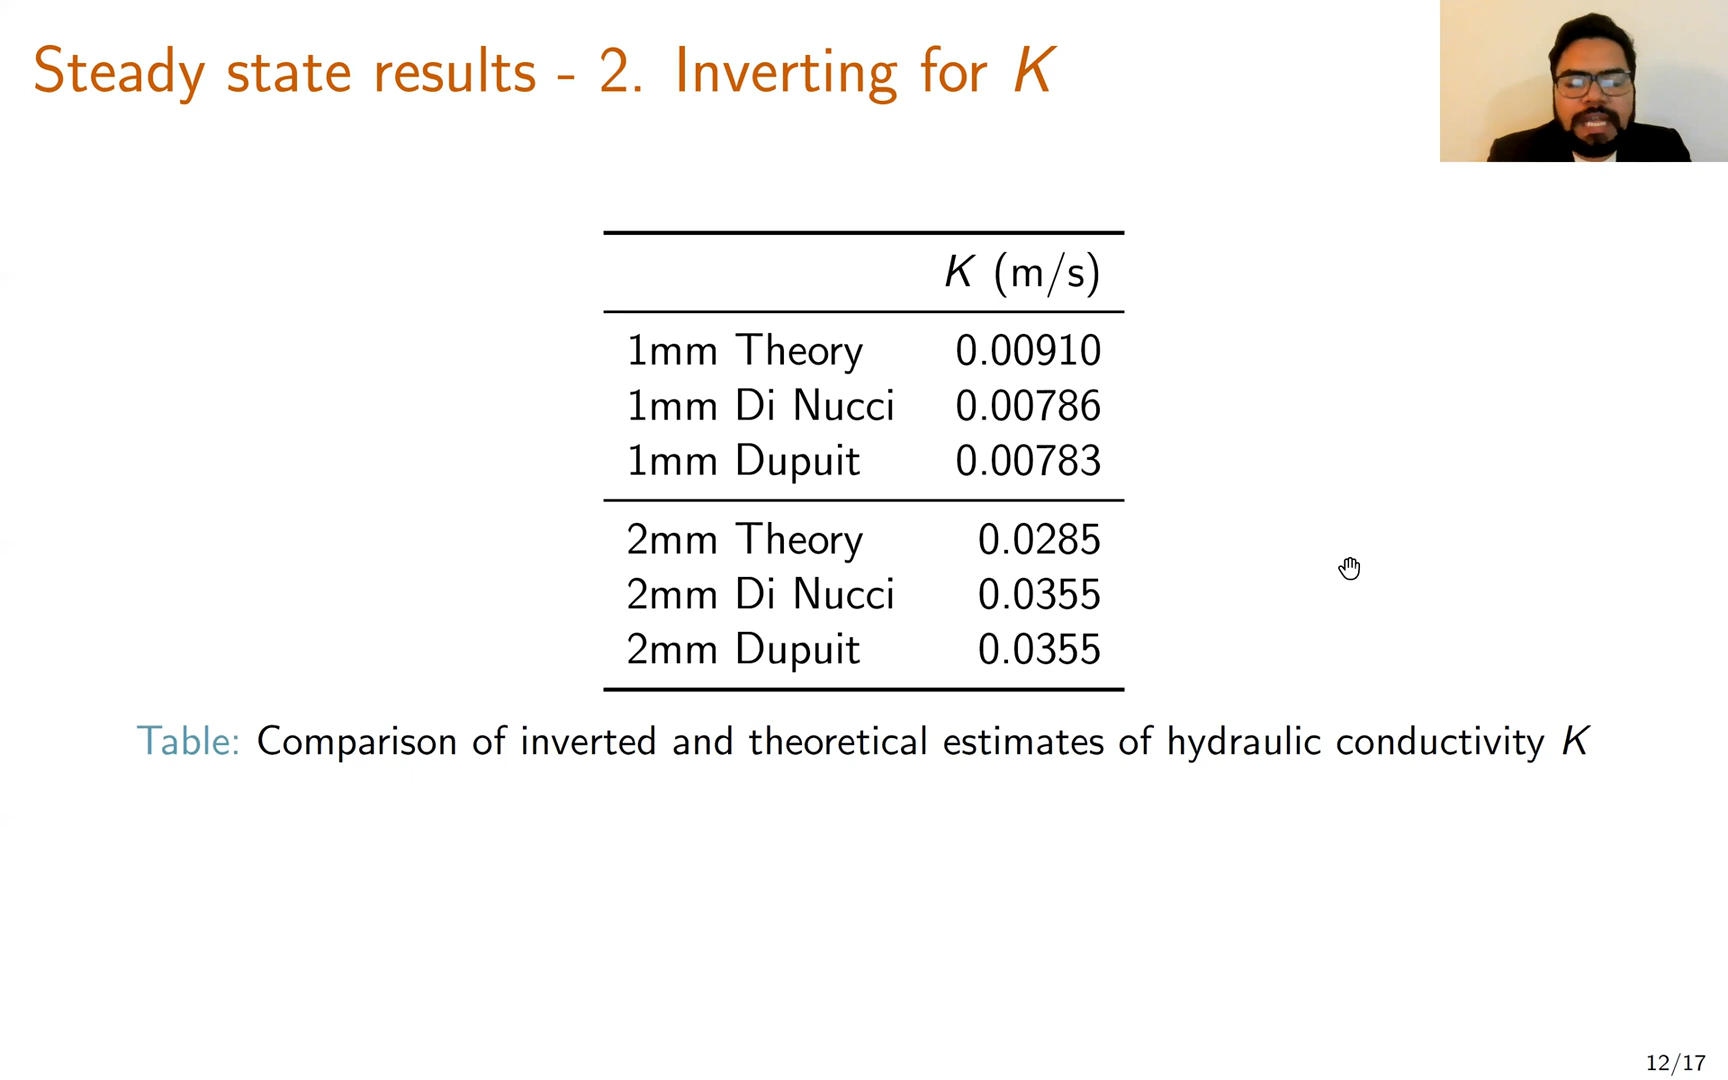 Steady state results - 2. Inverting for K
K (m/s)
1mm Theory 0.00910
1mm Di Nucci 0.00786
1mm Dupuit 0.00783
2mm Theory 0.0285
2mm Di Nucci 0.0355
2mm Dupuit 0.0355
Table: Comparison of inverted and theoretical estimates of hydraulic conductivity K
12/17